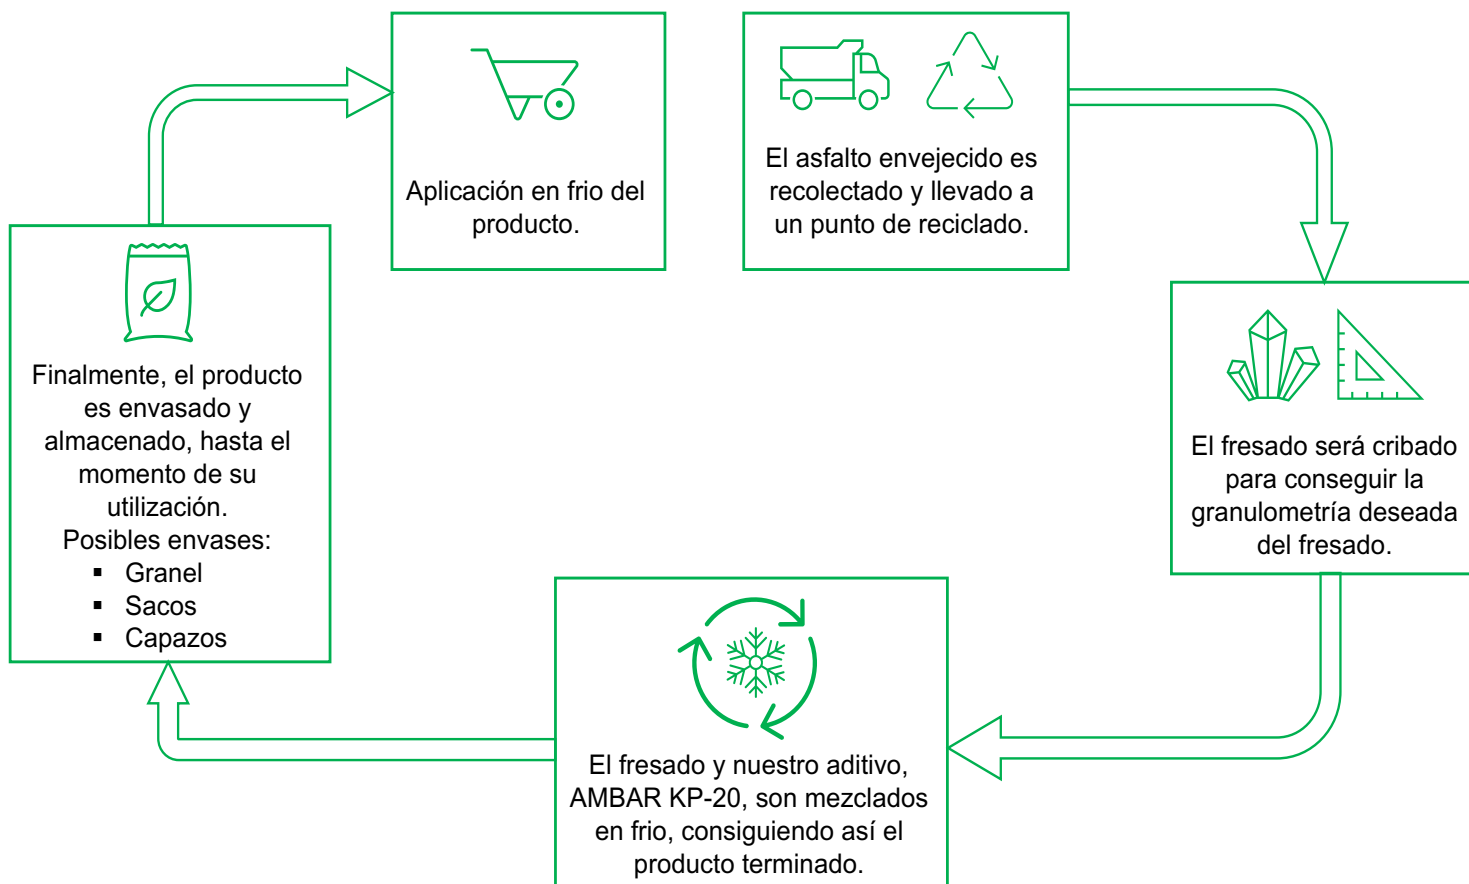 El asfalto envejecido es
recolectado y llevado a
un punto de reciclado.
El fresado será cribado
para conseguir la
granulometría deseada
del fresado.
El fresado y nuestro aditivo,
AMBAR KP-20, son mezclados
en frio, consiguiendo así el
producto terminado.
Finalmente, el producto
es envasado y
almacenado, hasta el
momento de su
utilización.
Posibles envases:
▪ Granel
▪ Sacos
▪ Capazos
Aplicación en frio del
producto.